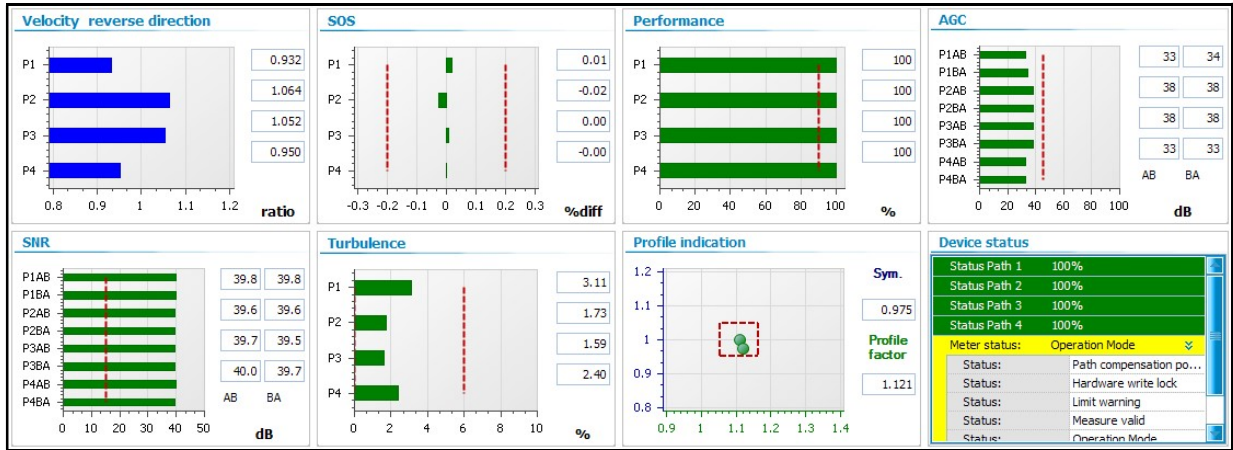 Velocity reverse direction
P1
P2
P3
P4
0.932
1.064
1.052
0.950
0.8 0.9 1 1.1 1.2
ratio
SOS
P1
P2
P3
P4
0.01
-0.02
0.00
-0.00
-0.3 -0.2 -0.1 0 0.1 0.2 0.3
%diff
Performance
P1
P2
P3
P4
100
100
100
100
0 20 40 60 80 100
%
AGC
P1AB
P1BA
P2AB
P2BA
P3AB
P3BA
P4AB
P4BA
33 34
38 38
38 38
33 33
AB BA
0 20 40 60 80 100
dB
SNR
P1AB
P1BA
P2AB
P2BA
P3AB
P3BA
P4AB
P4BA
39.8 39.8
39.6 39.6
39.7 39.5
40.0 39.7
AB BA
0 10 20 30 40 50
dB
Turbulence
P1
P2
P3
P4
3.11
1.73
1.59
2.40
0 2 4 6 8 10
%
Profile indication
1.2
1.1
1
0.9
0.8
0.9 1 1.1 1.2 1.3 1.4
Sym.
0.975
Profile
factor
1.121
Device status
Status Path 1 100%
Status Path 2 100%
Status Path 3 100%
Status Path 4 100%
Meter status: Operation Mode
Status: Path compensation po...
Status: Hardware write lock
Status: Limit warning
Status: Measure valid
Status: Operation Mode